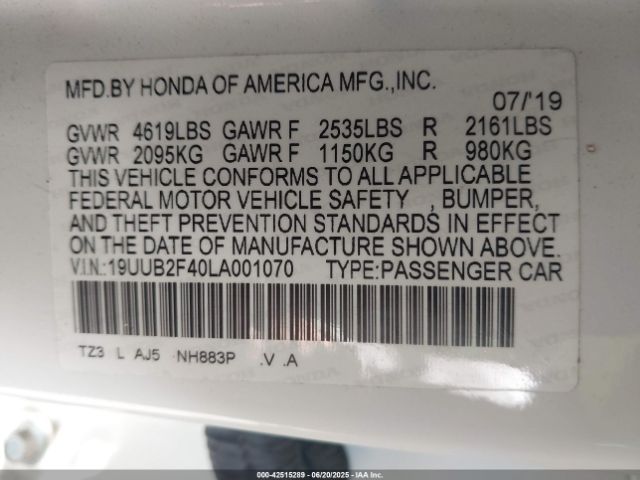 MFD.BY HONDA OF AMERICA MFG.,INC.
07/'19
GVWR 4619LBS GAWR F 2535LBS R 2161LBS
GVWR 2095KG GAWR F 1150KG R 980KG
THIS VEHICLE CONFORMS TO ALL APPLICABLE
FEDERAL MOTOR VEHICLE SAFETY , BUMPER,
AND THEFT PREVENTION STANDARDS IN EFFECT
ON THE DATE OF MANUFACTURE SHOWN ABOVE.
V.I.N.:19UUB2F40LA001070 TYPE:PASSENGER CAR
TZ3 L AJ5 NH883P .V .A
000-42515289 - 06/20/2025 - IAA Inc.